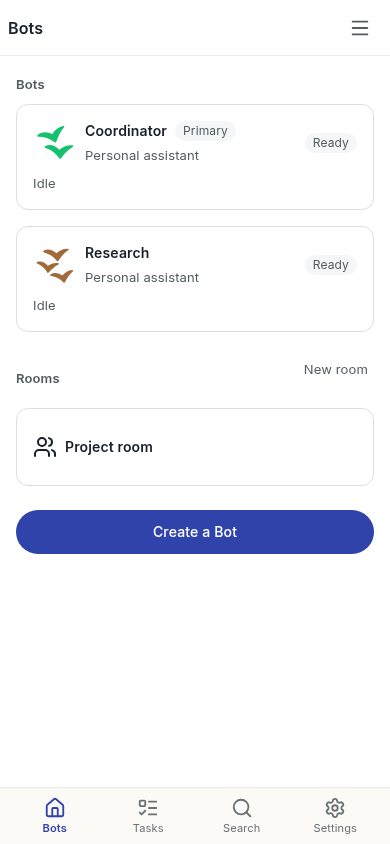 Bots
Bots
Coordinator Primary
Personal assistant
Ready
Idle
Research
Personal assistant
Ready
Idle
Rooms
New room
Project room
Create a Bot
Bots
Tasks
Search
Settings